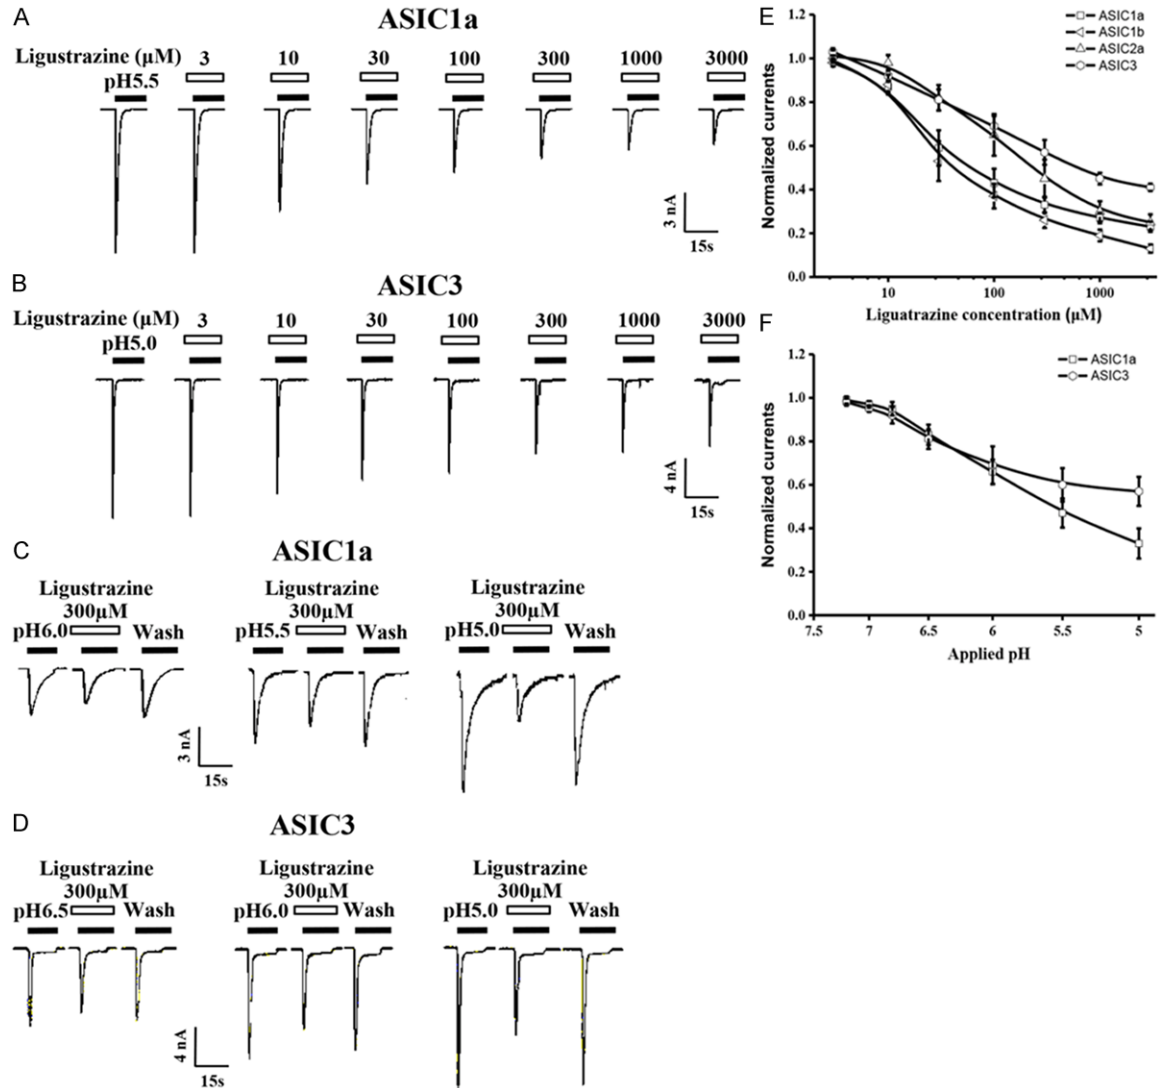 A
ASIC1a
Ligustrazine (μM) 3 10 30 100 300 1000 3000
pH5.5
3 nA
15s
B
ASIC3
Ligustrazine (μM) 3 10 30 100 300 1000 3000
pH5.0
4 nA
15s
C
ASIC1a
Ligustrazine Ligustrazine Ligustrazine
300μM 300μM 300μM
pH6.0 Wash pH5.5 Wash pH5.0 Wash
3 nA
15s
D
ASIC3
Ligustrazine Ligustrazine Ligustrazine
300μM 300μM 300μM
pH6.5 Wash pH6.0 Wash pH5.0 Wash
4 nA
15s
E
Normalized currents
1.2
1.0
0.8
0.6
0.4
0.2
0.0
ASIC1a
ASIC1b
ASIC2a
ASIC3
10 100 1000
Liguatrazine concentration (μM)
F
Normalized currents
1.2
1.0
0.8
0.6
0.4
0.2
0.0
ASIC1a
ASIC3
7.5 7 6.5 6 5.5 5
Applied pH